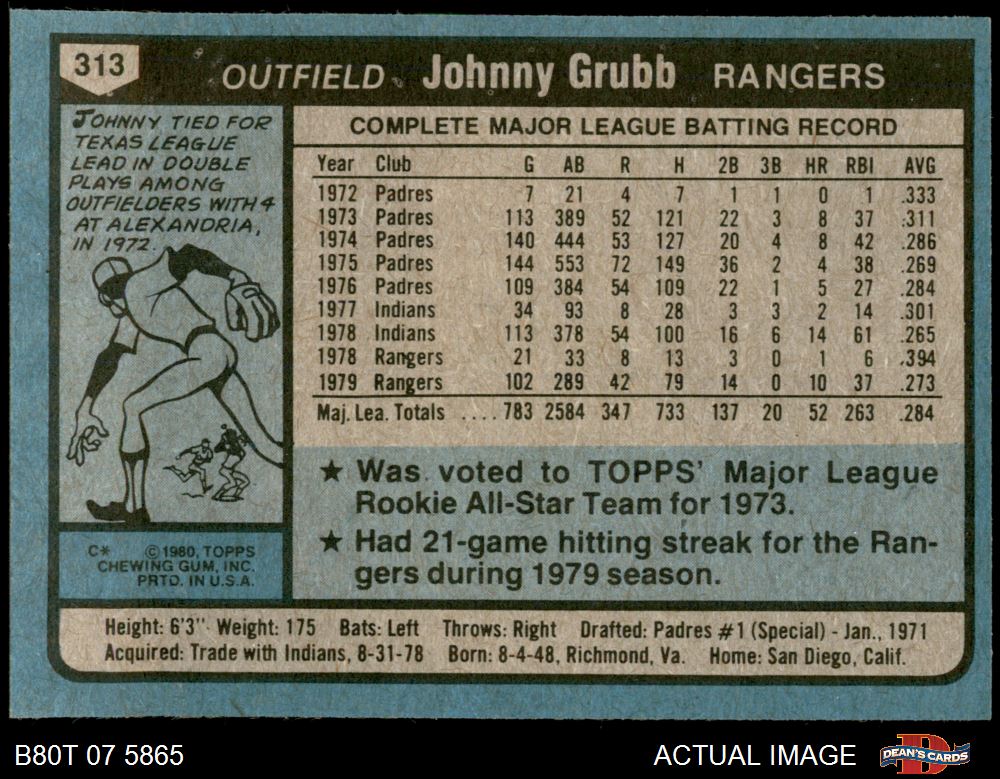 313
OUTFIELD Johnny Grubb RANGERS
JOHNNY TIED FOR
TEXAS LEAGUE
LEAD IN DOUBLE
PLAYS AMONG
OUTFIELDERS WITH 4
AT ALEXANDRIA,
IN 1972.
C* © 1980, TOPPS
CHEWING GUM, INC.
PRTD. IN U.S.A.
COMPLETE MAJOR LEAGUE BATTING RECORD
Year Club G AB R H 2B 3B HR RBI AVG
1972 Padres 7 21 4 7 1 1 0 1 .333
1973 Padres 113 389 52 121 22 3 8 37 .311
1974 Padres 140 444 53 127 20 4 8 42 .286
1975 Padres 144 553 72 149 36 2 4 38 .269
1976 Padres 109 384 54 109 22 1 5 27 .284
1977 Indians 34 93 8 28 3 3 2 14 .301
1978 Indians 113 378 54 100 16 6 14 61 .265
1978 Rangers 21 33 8 13 3 0 1 6 .394
1979 Rangers 102 289 42 79 14 0 10 37 .273
Maj. Lea. Totals .... 783 2584 347 733 137 20 52 263 .284
★ Was voted to TOPPS' Major League
Rookie All-Star Team for 1973.
★ Had 21-game hitting streak for the Ran-
gers during 1979 season.
Height: 6'3" Weight: 175 Bats: Left Throws: Right Drafted: Padres #1 (Special) - Jan., 1971
Acquired: Trade with Indians, 8-31-78 Born: 8-4-48, Richmond, Va. Home: San Diego, Calif.
B80T 07 5865 ACTUAL IMAGE D DEAN'S CARDS